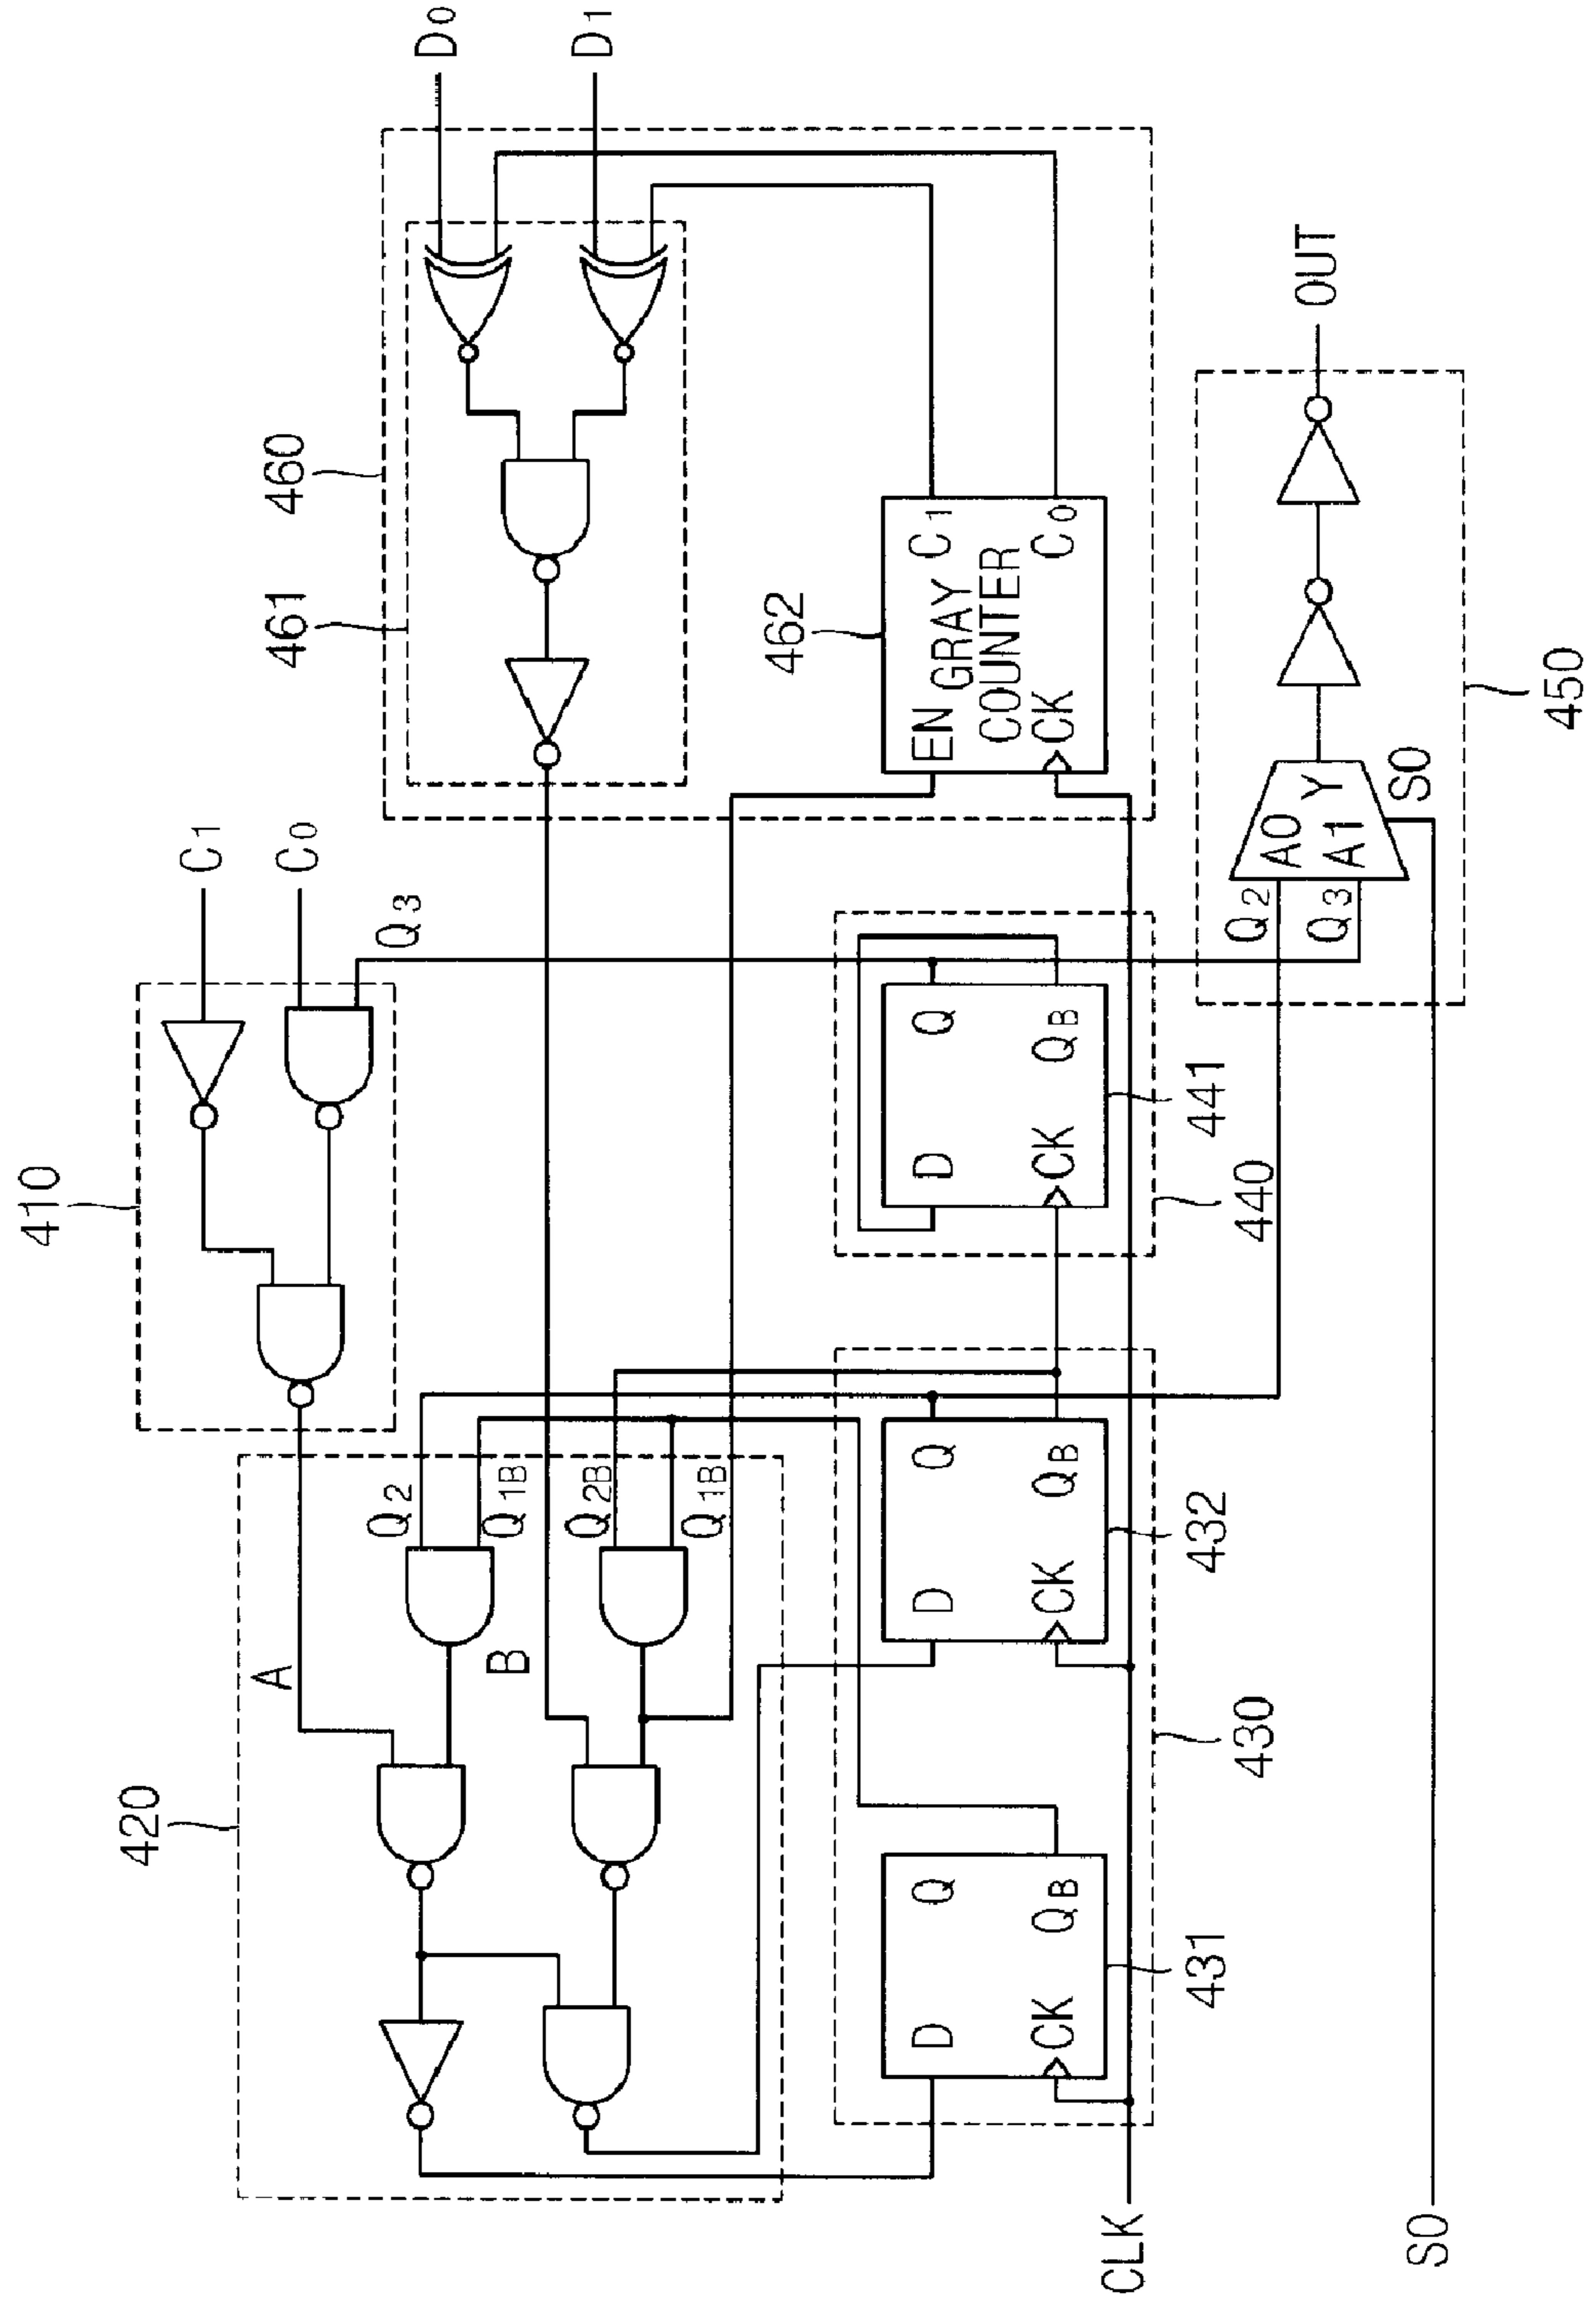 410
C1
C0
Q3
420
A
Q2
Q1B
B
Q2B
Q1B
460
461
D0
D1
462
EN
GRAY
COUNTER
CK
C1
C0
430
431
D
Q
CK
QB
432
D
Q
CK
QB
440
441
D
Q
CK
QB
450
Q2
Q3
A0
A1
Y
S0
OUT
CLK
S0